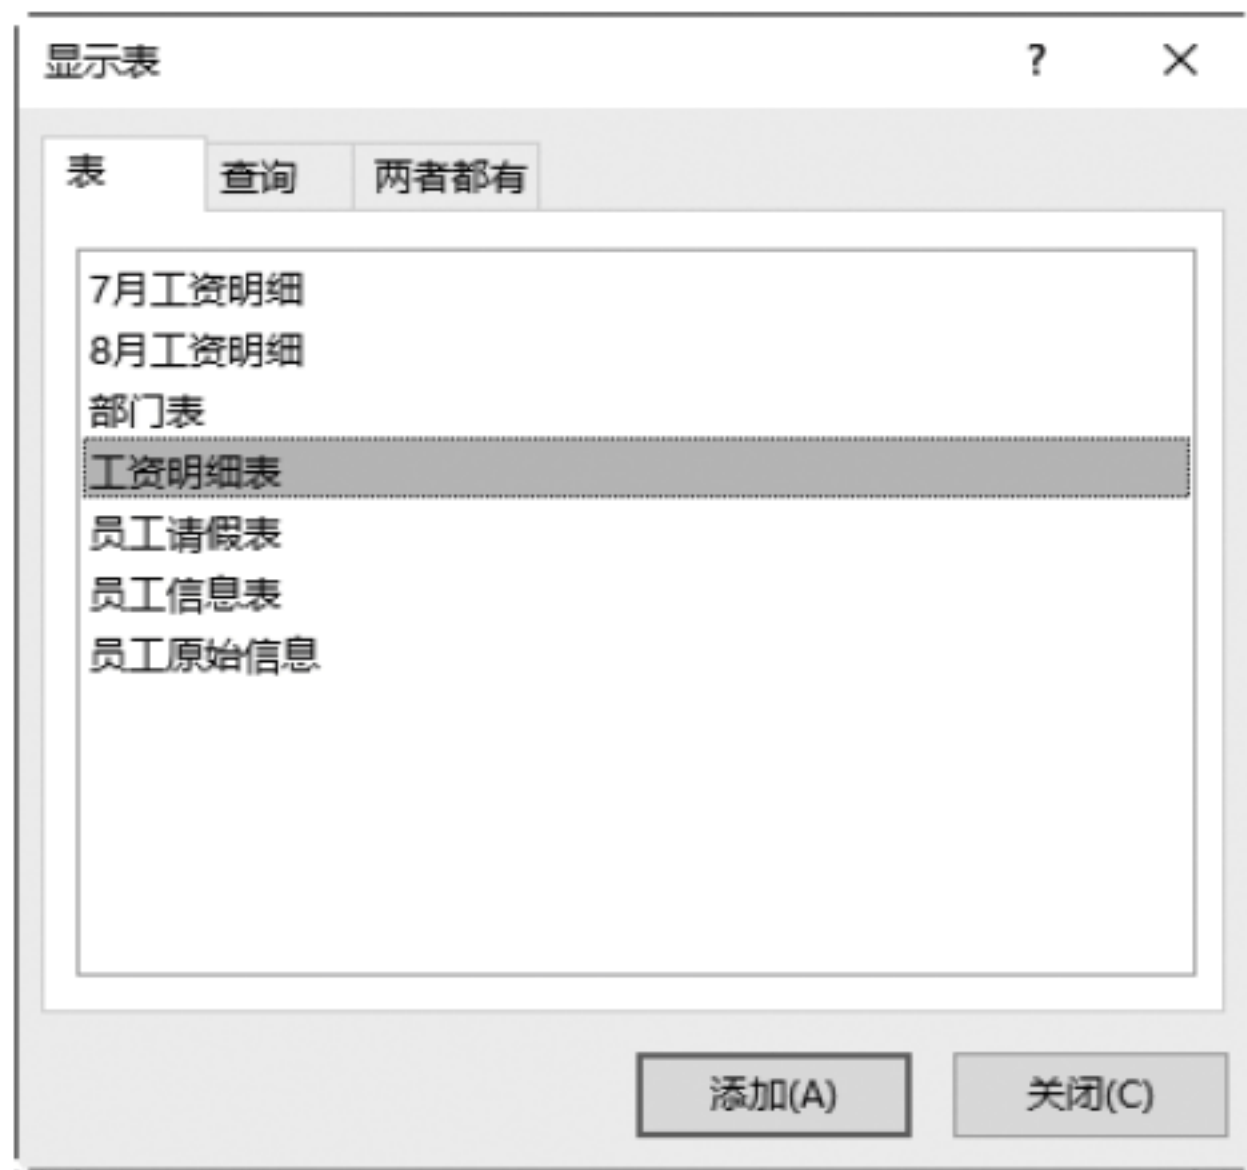 显示表 ? ×
表 查询 两者都有
7月工资明细
8月工资明细
部门表
工资明细表
员工请假表
员工信息表
员工原始信息
添加(A) 关闭(C)